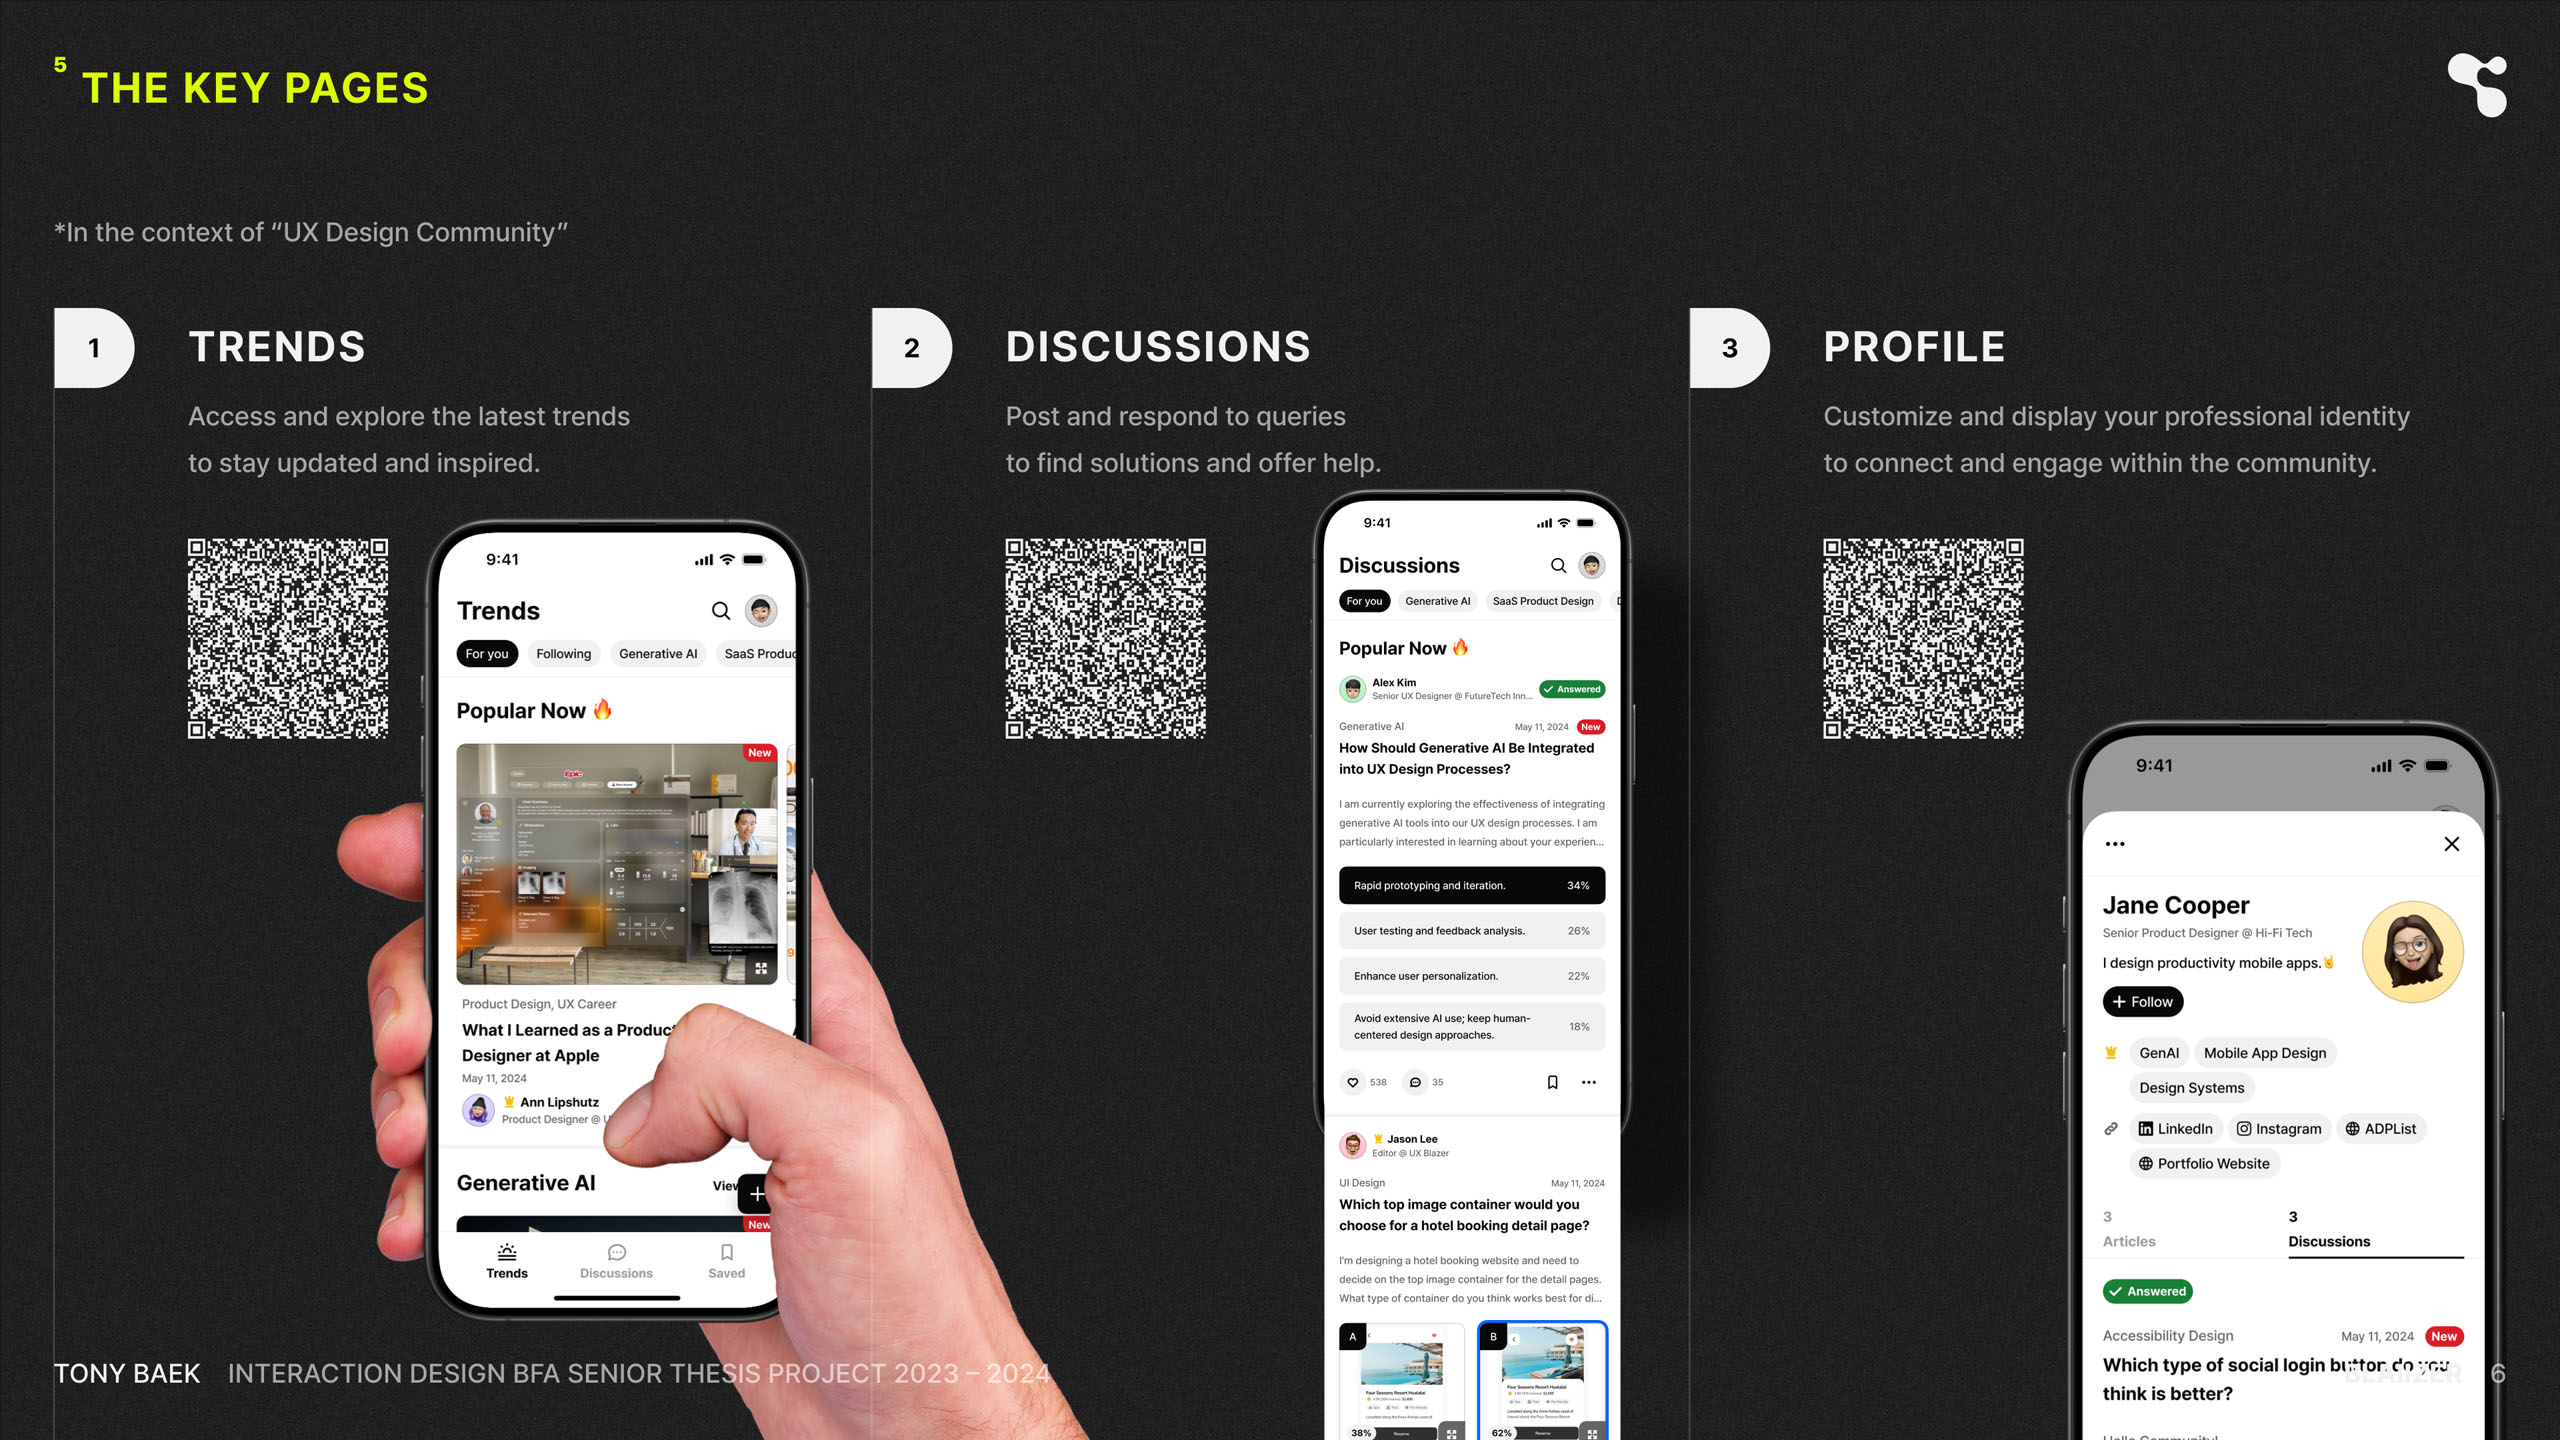 5
THE KEY PAGES
*In the context of “UX Design Community”
1
TRENDS
Access and explore the latest trends
to stay updated and inspired.
9:41
Trends
For you
Following
Generative AI
SaaS Produc
Popular Now 🔥
New
Epic
Product Design, UX Career
What I Learned as a Product
Designer at Apple
May 11, 2024
Ann Lipshutz
Product Designer @ U
Generative AI
View
New
Trends
Discussions
Saved
2
DISCUSSIONS
Post and respond to queries
to find solutions and offer help.
9:41
Discussions
For you
Generative AI
SaaS Product Design
Popular Now 🔥
Alex Kim
Senior UX Designer @ FutureTech Inn...
Answered
Generative AI
May 11, 2024
New
How Should Generative AI Be Integrated
into UX Design Processes?
I am currently exploring the effectiveness of integrating
generative AI tools into our UX design processes. I am
particularly interested in learning about your experien...
Rapid prototyping and iteration. 34%
User testing and feedback analysis. 26%
Enhance user personalization. 22%
Avoid extensive AI use; keep human-
centered design approaches. 18%
538
35
Jason Lee
Editor @ UX Blazer
UI Design
May 11, 2024
Which top image container would you
choose for a hotel booking detail page?
I'm designing a hotel booking website and need to
decide on the top image container for the detail pages.
What type of container do you think works best for di...
A
Four Seasons Resort Hualalai
38%
Reserve
B
Four Seasons Resort Hualalai
62%
Reserve
3
PROFILE
Customize and display your professional identity
to connect and engage within the community.
9:41
Jane Cooper
Senior Product Designer @ Hi-Fi Tech
I design productivity mobile apps.🤘
+ Follow
GenAI
Mobile App Design
Design Systems
LinkedIn
Instagram
ADPList
Portfolio Website
3
Articles
3
Discussions
Answered
Accessibility Design
May 11, 2024
New
Which type of social login button do you
think is better?
Hello Community!
TONY BAEK
INTERACTION DESIGN BFA SENIOR THESIS PROJECT 2023 – 2024
6